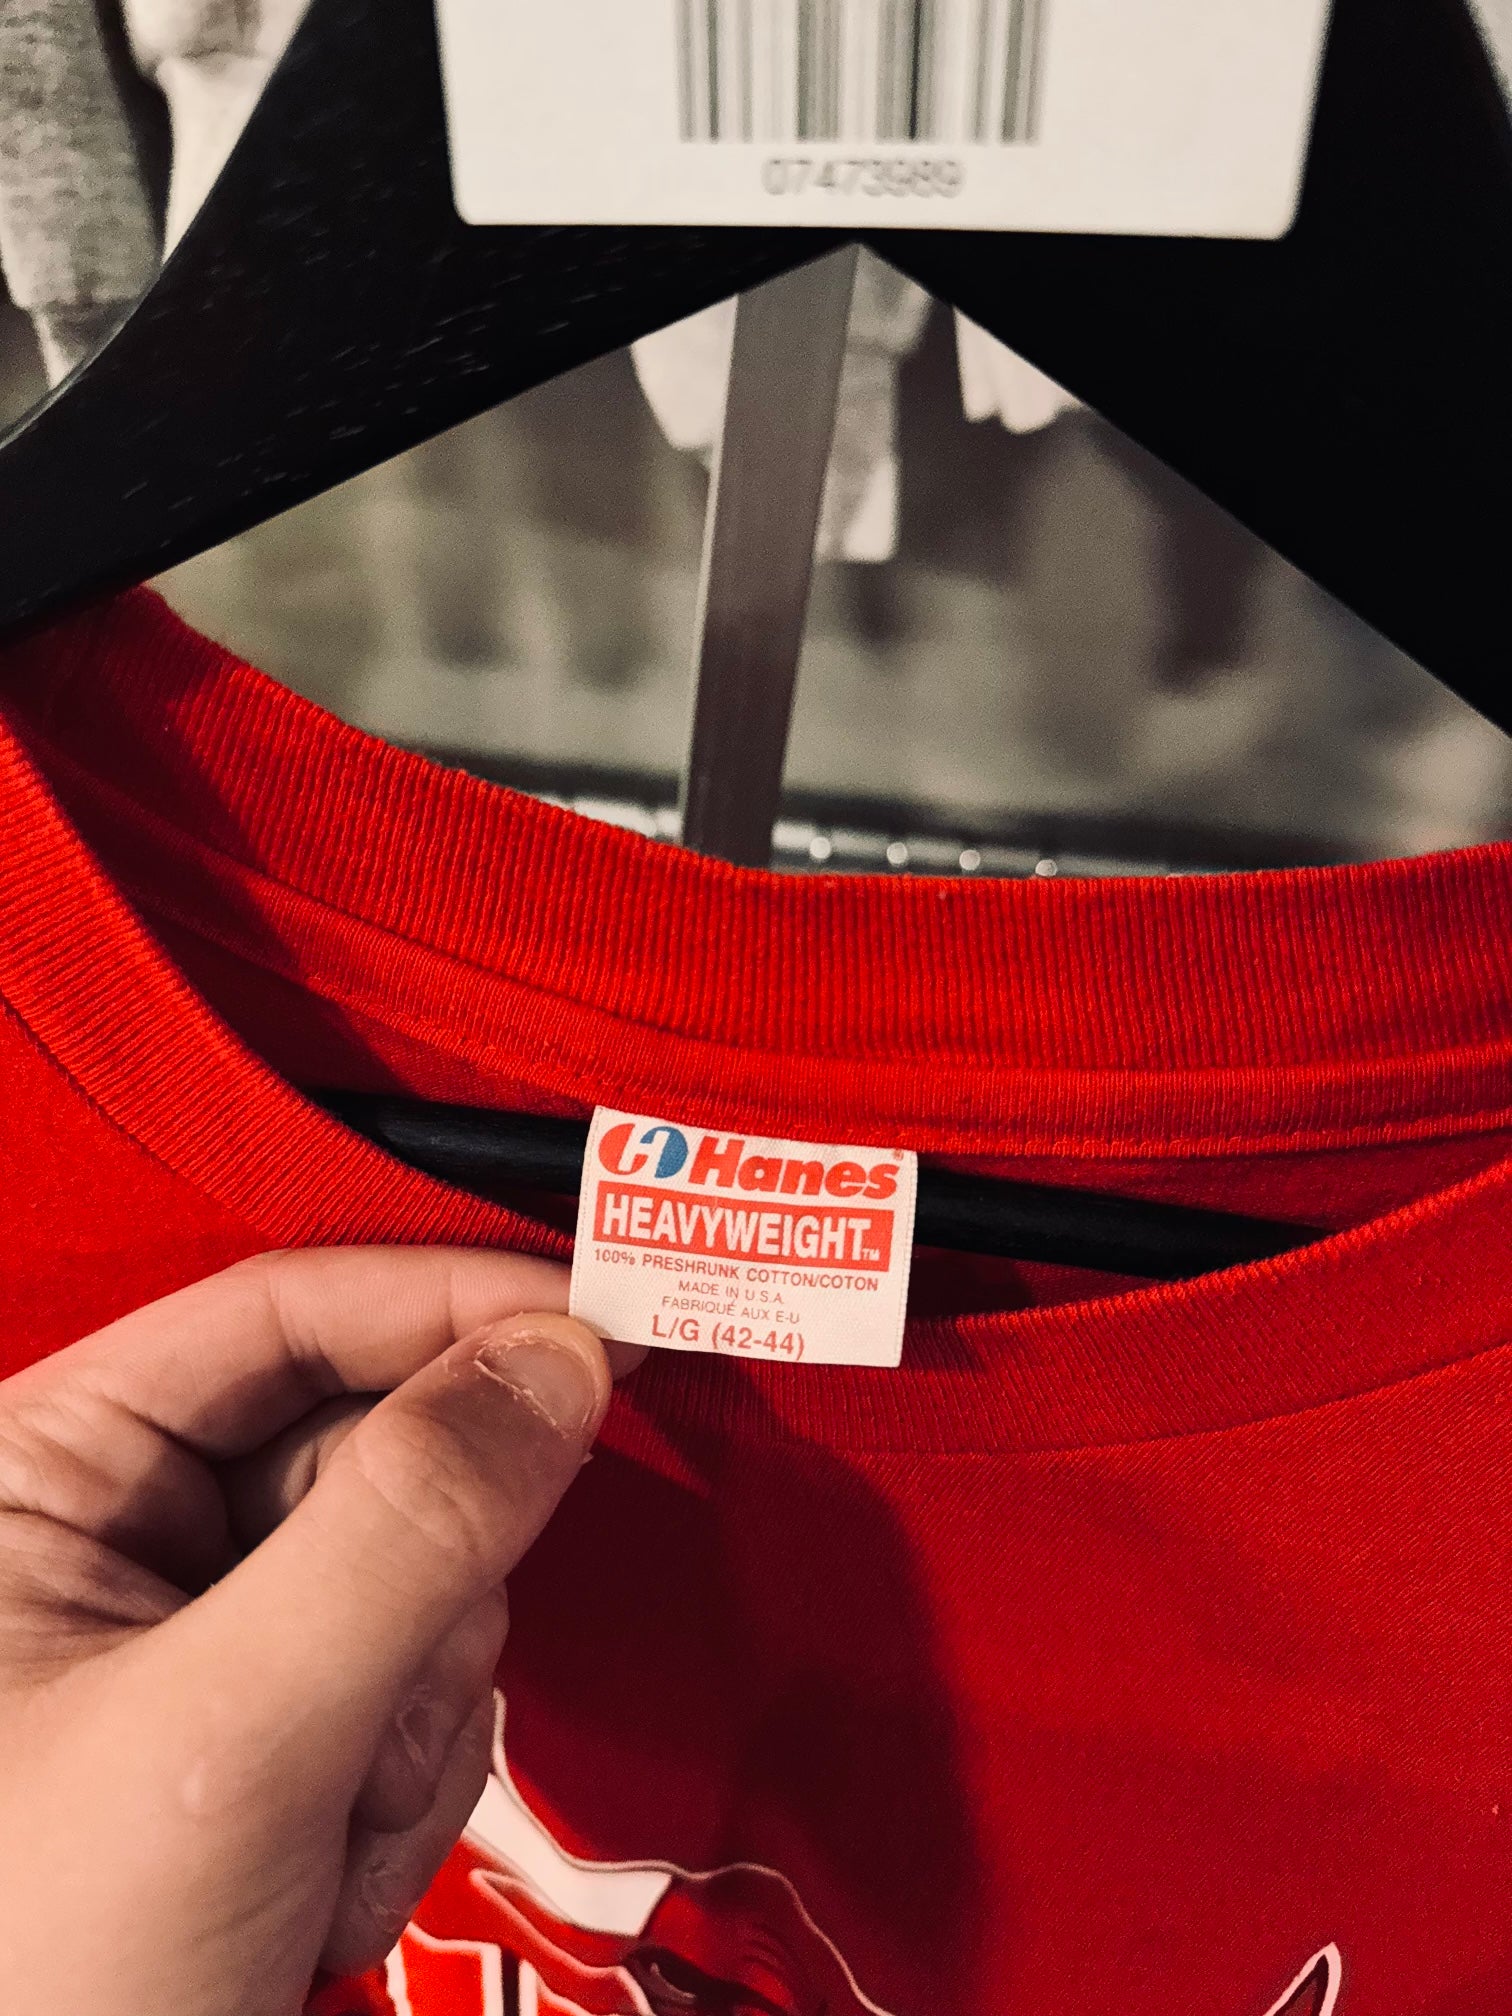 07473989
Hanes
HEAVYWEIGHT™
100% PRESHRUNK COTTON/COTON
MADE IN U.S.A.
FABRIQUÉ AUX E-U
L/G (42-44)